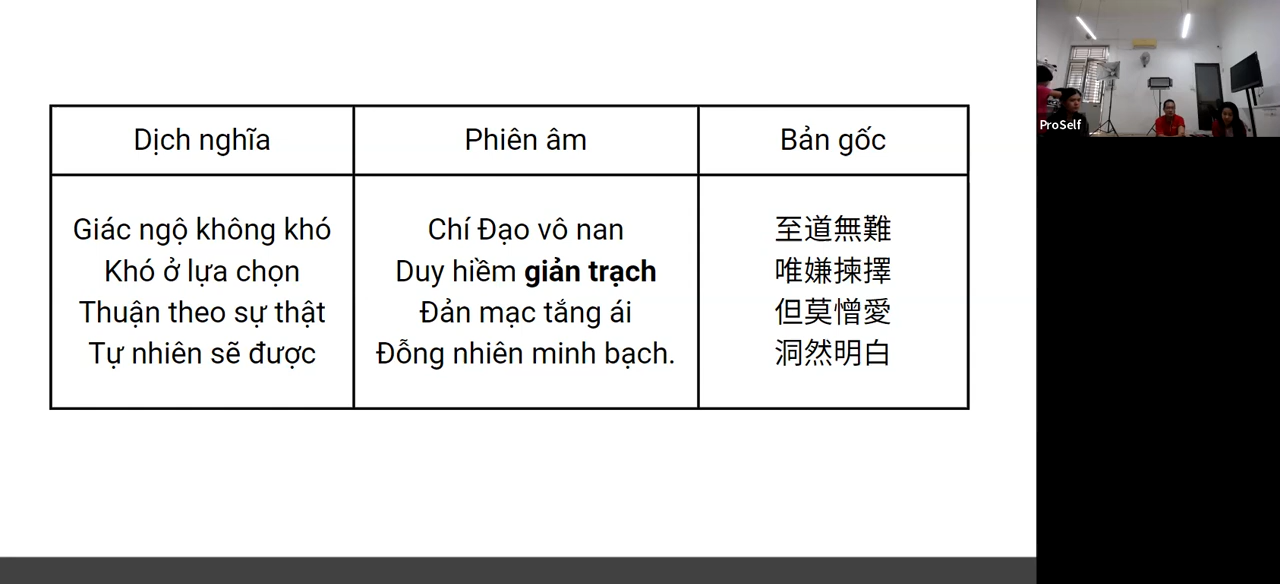 Dịch nghĩa
Phiên âm
Bản gốc
Giác ngộ không khó
Khó ở lựa chọn
Thuận theo sự thật
Tự nhiên sẽ được
Chí Đạo vô nan
Duy hiềm giản trạch
Đản mạc tắng ái
Đỗng nhiên minh bạch.
至道無難
唯嫌揀擇
但莫憎愛
洞然明白
ProSelf